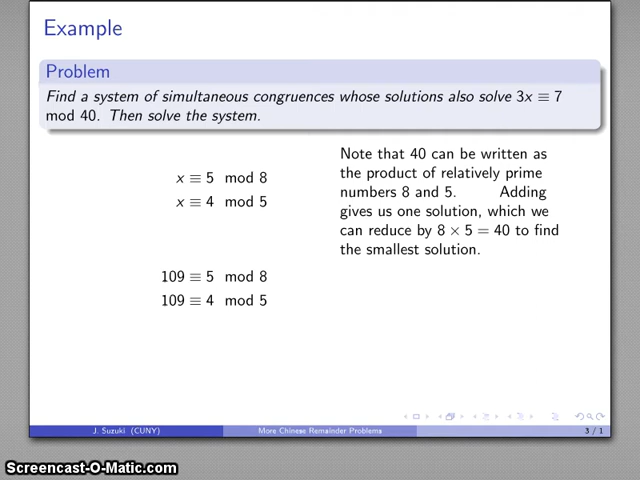 Example
Problem
Find a system of simultaneous congruences whose solutions also solve 3x ≡ 7
mod 40. Then solve the system.
x ≡ 5 mod 8
x ≡ 4 mod 5
Note that 40 can be written as
the product of relatively prime
numbers 8 and 5. Adding
gives us one solution, which we
can reduce by 8 × 5 = 40 to find
the smallest solution.
109 ≡ 5 mod 8
109 ≡ 4 mod 5
J. Suzuki (CUNY) More Chinese Remainder Problems 3 / 1
Screencast-O-Matic.com